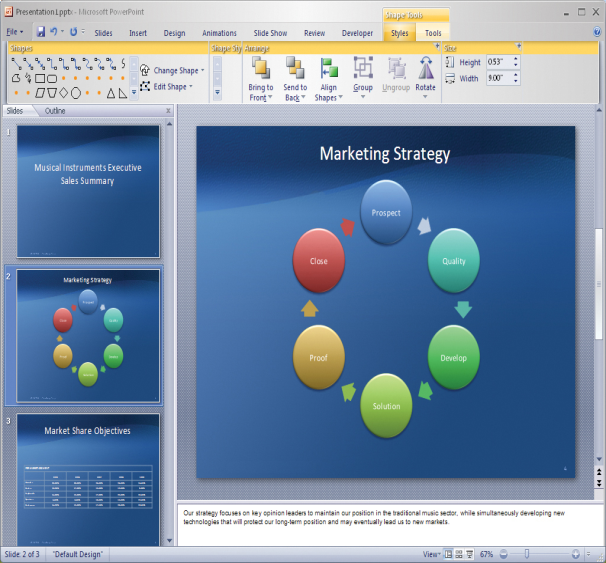 Presentation1.pptx - Microsoft PowerPoint
Shape Tools
File
Slides
Insert
Design
Animations
Slide Show
Review
Developer
Styles
Tools
Shapes
Shape Sty
Arrange
Size
Change Shape
Edit Shape
Bring to Front
Send to Back
Align Shapes
Group
Ungroup
Rotate
Height 0.53"
Width 9.00"
Slides
Outline
x
1
Musical Instruments Executive
Sales Summary
2
Marketing Strategy
3
Market Share Objectives
Marketing Strategy
Prospect
Quality
Develop
Solution
Proof
Close
Our strategy focuses on key opinion leaders to maintain our position in the traditional music sector, while simultaneously developing new
technologies that will protect our long-term position and may eventually lead us to new markets.
Slide: 2 of 3
"Default Design"
View
67%